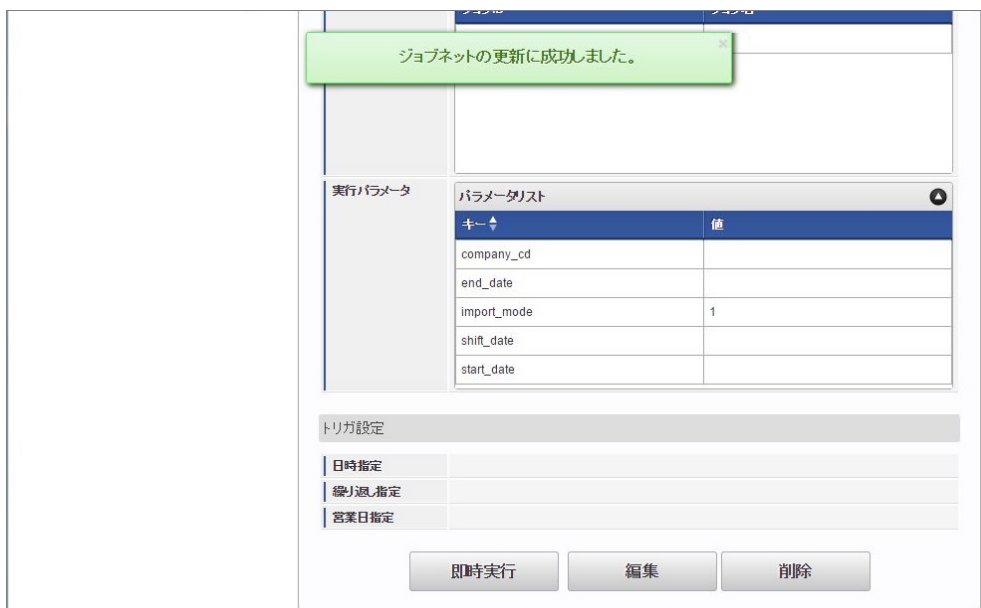 ジョブネットの更新に成功しました。
×
実行パラメータ
パラメータリスト
キー 値
company_cd
end_date
import_mode 1
shift_date
start_date
トリガ設定
日時指定
繰り返し指定
営業日指定
即時実行 編集 削除